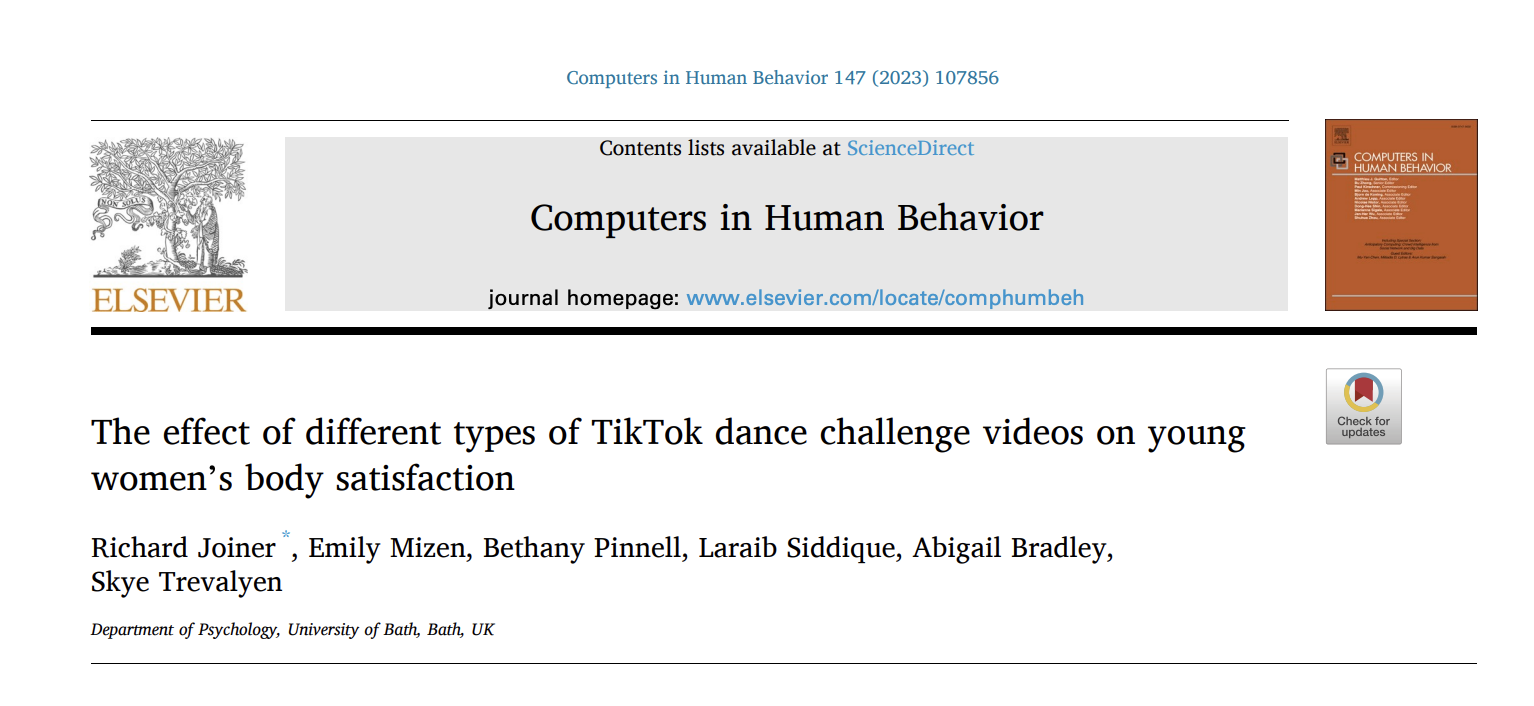 Computers in Human Behavior 147 (2023) 107856
Contents lists available at ScienceDirect
Computers in Human Behavior
journal homepage: www.elsevier.com/locate/comphumbeh
NON SOLUS
ELSEVIER
COMPUTERS IN
HUMAN BEHAVIOR
Check for
updates
The effect of different types of TikTok dance challenge videos on young
women’s body satisfaction
Richard Joiner *, Emily Mizen, Bethany Pinnell, Laraib Siddique, Abigail Bradley,
Skye Trevalyen
Department of Psychology, University of Bath, Bath, UK